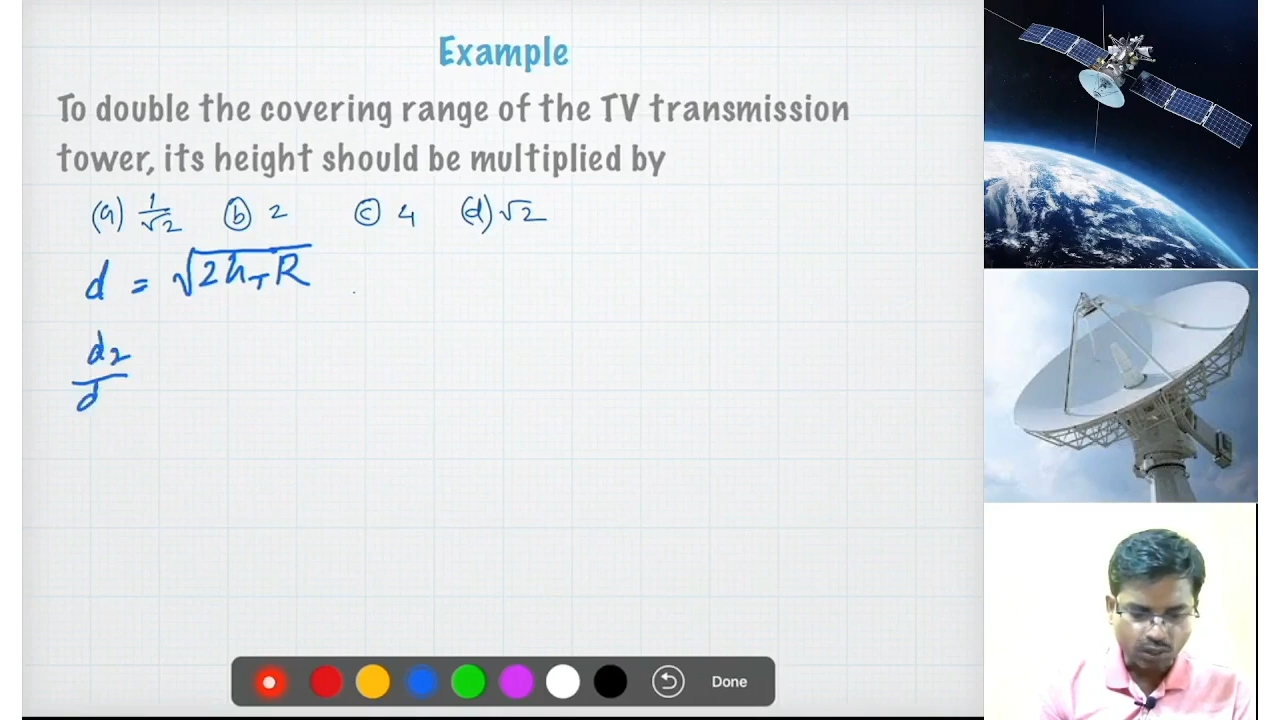 Example
To double the covering range of the TV transmission
tower, its height should be multiplied by
(a) 1/√2 (b) 2 (c) 4 (d) √2
d = √2h_T R
d₂/d
Done